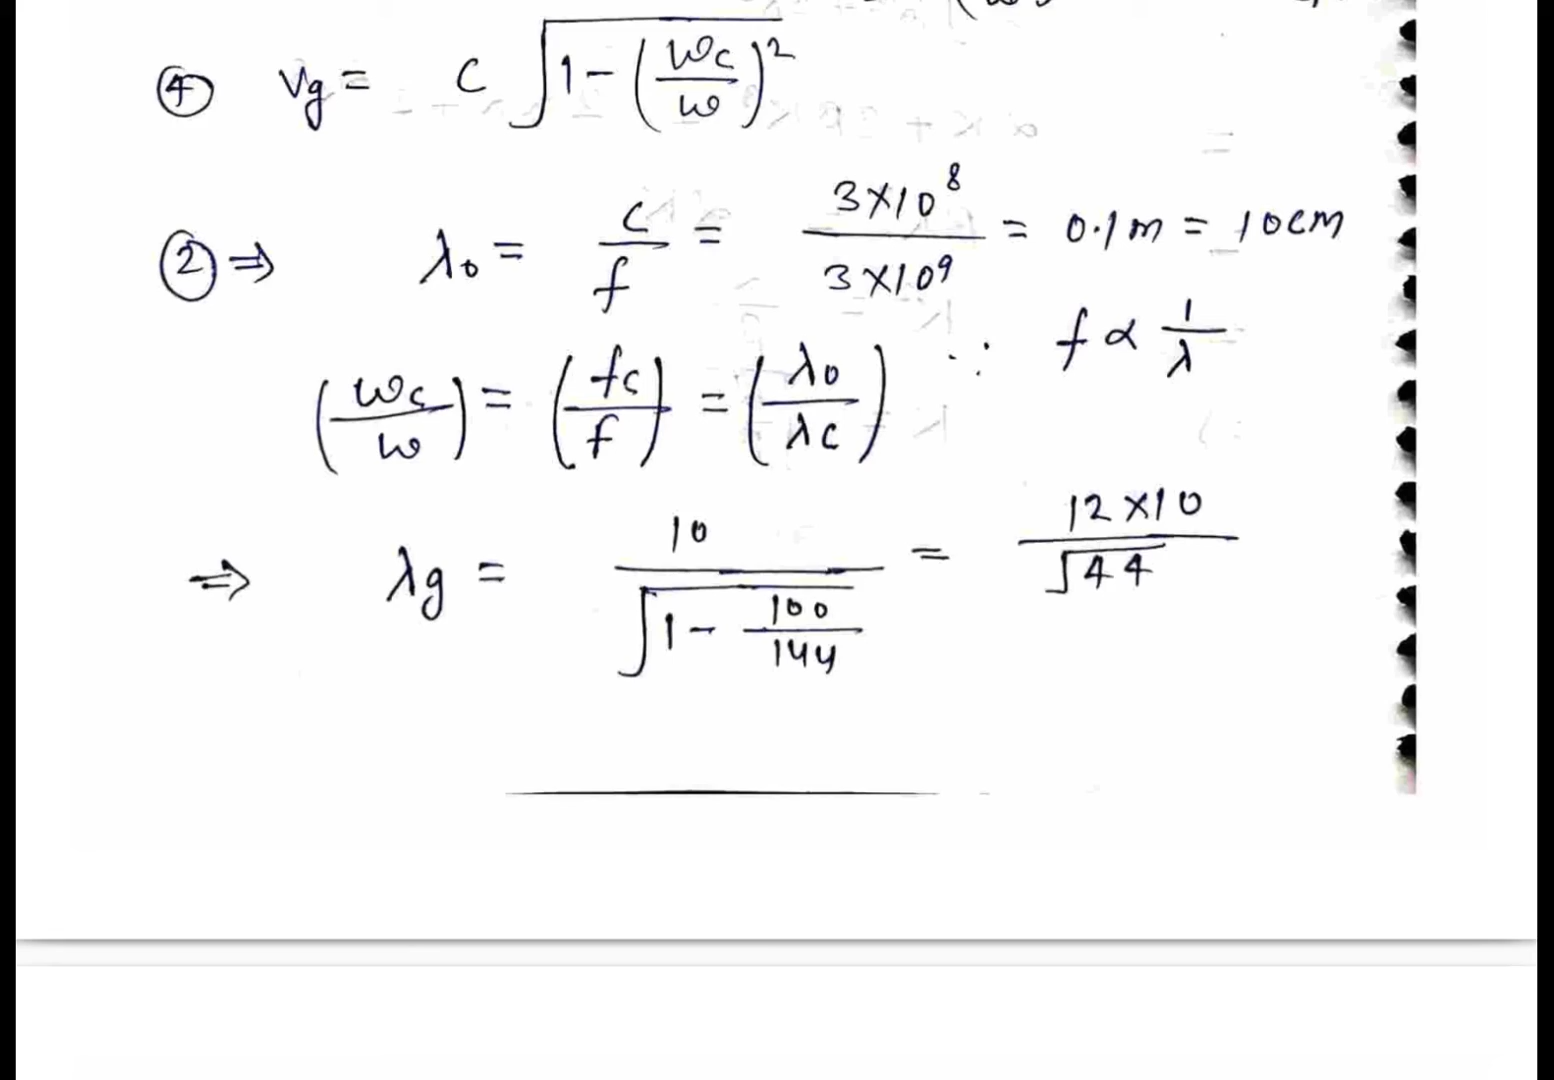 ④ Vg = C √(1 - (ωc/ω)²)
② ⇒ λ0 = c/f = 3×10⁸/3×10⁹ = 0.1m = 10cm
(ωc/ω) = (fc/f) = (λ0/λc) ∵ f ∝ 1/λ
⇒ λg = 10/√(1 - 100/144) = 12×10/√44